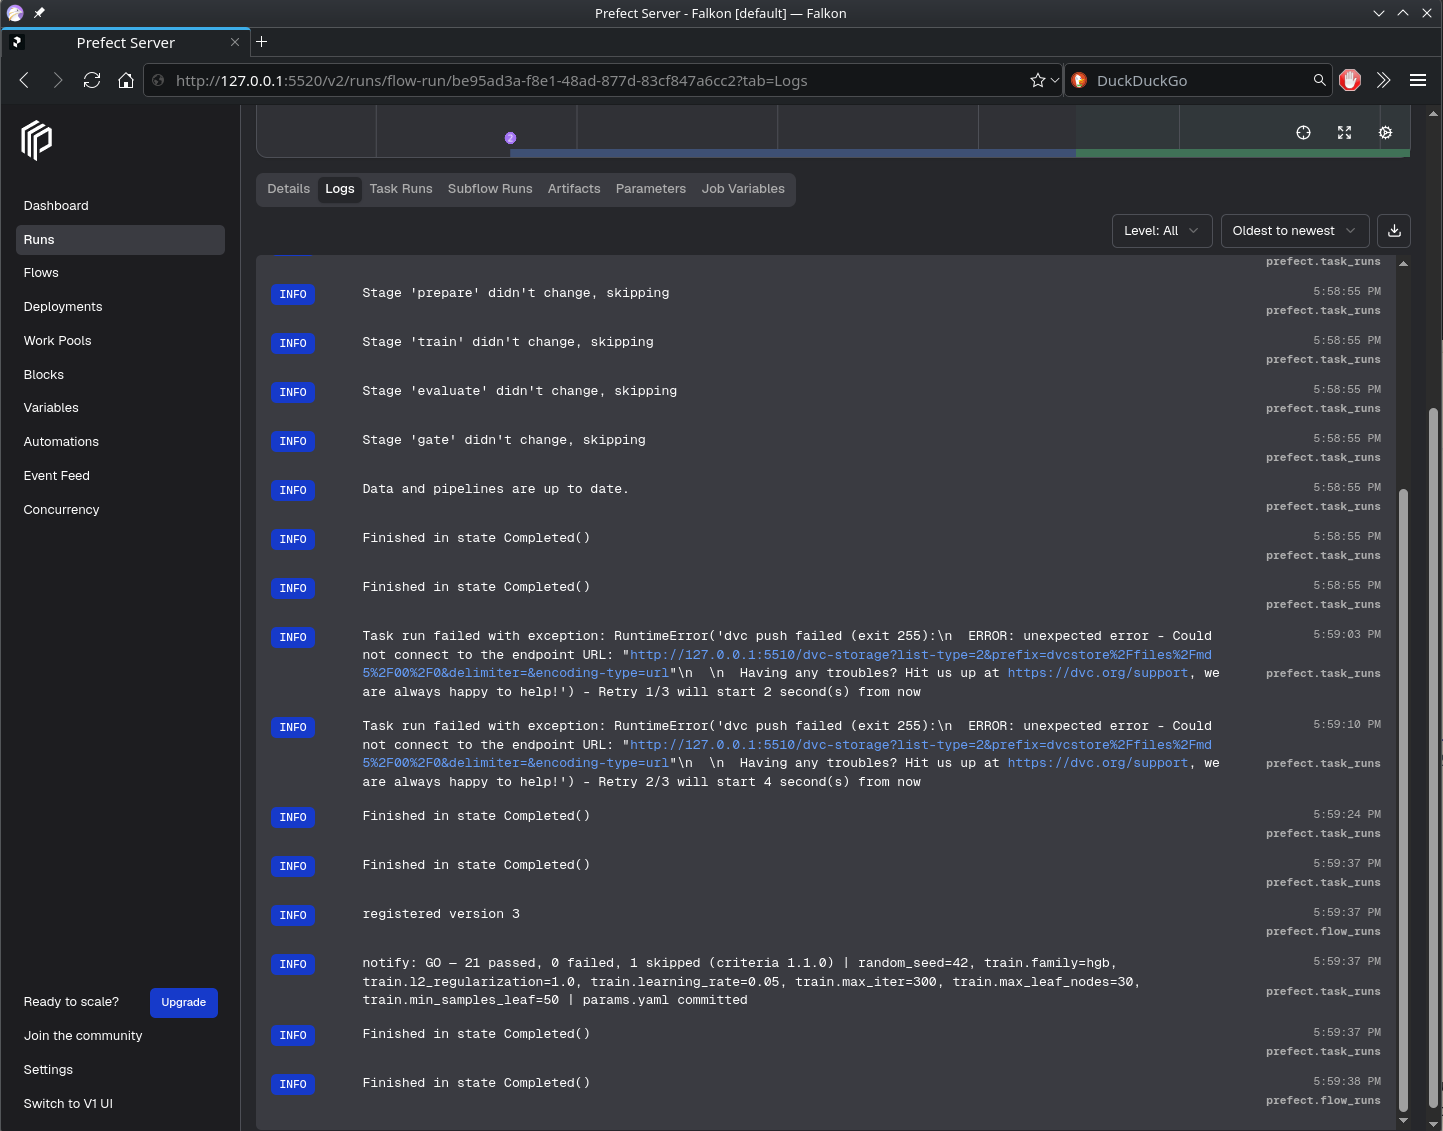 Prefect Server - Falkon [default] — Falkon
Prefect Server
http://127.0.0.1:5520/v2/runs/flow-run/be95ad3a-f8e1-48ad-877d-83cf847a6cc2?tab=Logs
DuckDuckGo
2
Dashboard
Runs
Flows
Deployments
Work Pools
Blocks
Variables
Automations
Event Feed
Concurrency
Ready to scale?
Upgrade
Join the community
Settings
Switch to V1 UI
Details Logs Task Runs Subflow Runs Artifacts Parameters Job Variables
Level: All Oldest to newest
prefect.task_runs
INFO Stage 'prepare' didn't change, skipping 5:58:55 PM
prefect.task_runs
INFO Stage 'train' didn't change, skipping 5:58:55 PM
prefect.task_runs
INFO Stage 'evaluate' didn't change, skipping 5:58:55 PM
prefect.task_runs
INFO Stage 'gate' didn't change, skipping 5:58:55 PM
prefect.task_runs
INFO Data and pipelines are up to date. 5:58:55 PM
prefect.task_runs
INFO Finished in state Completed() 5:58:55 PM
prefect.task_runs
INFO Finished in state Completed() 5:58:55 PM
prefect.task_runs
INFO Task run failed with exception: RuntimeError('dvc push failed (exit 255):\n  ERROR: unexpected error - Could 5:59:03 PM
not connect to the endpoint URL: "http://127.0.0.1:5510/dvc-storage?list-type=2&prefix=dvcstore%2Ffiles%2Fmd
5%2F00%2F0&delimiter=&encoding-type=url"\n  \n  Having any troubles? Hit us up at https://dvc.org/support, we prefect.task_runs
are always happy to help!') - Retry 1/3 will start 2 second(s) from now
INFO Task run failed with exception: RuntimeError('dvc push failed (exit 255):\n  ERROR: unexpected error - Could 5:59:10 PM
not connect to the endpoint URL: "http://127.0.0.1:5510/dvc-storage?list-type=2&prefix=dvcstore%2Ffiles%2Fmd
5%2F00%2F0&delimiter=&encoding-type=url"\n  \n  Having any troubles? Hit us up at https://dvc.org/support, we prefect.task_runs
are always happy to help!') - Retry 2/3 will start 4 second(s) from now
INFO Finished in state Completed() 5:59:24 PM
prefect.task_runs
INFO Finished in state Completed() 5:59:37 PM
prefect.task_runs
INFO registered version 3 5:59:37 PM
prefect.flow_runs
INFO notify: GO — 21 passed, 0 failed, 1 skipped (criteria 1.1.0) | random_seed=42, train.family=hgb, 5:59:37 PM
train.l2_regularization=1.0, train.learning_rate=0.05, train.max_iter=300, train.max_leaf_nodes=30,
train.min_samples_leaf=50 | params.yaml committed prefect.task_runs
INFO Finished in state Completed() 5:59:37 PM
prefect.task_runs
INFO Finished in state Completed() 5:59:38 PM
prefect.flow_runs